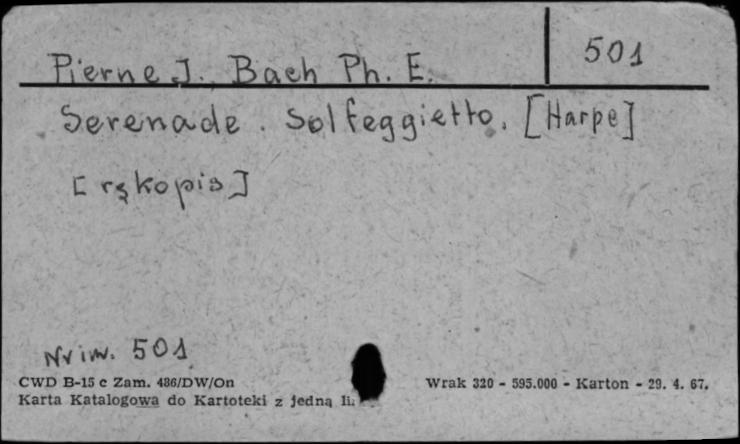 Pierne J., Bach Ph. E.
501
Serenade. Solfeggietto. [Harpe]
[rękopis]
Nr inw. 501
CWD B-15 c Zam. 486/DW/On
Wrak 320 - 595.000 - Karton - 29. 4. 67.
Karta Katalogowa do Kartoteki z jedną